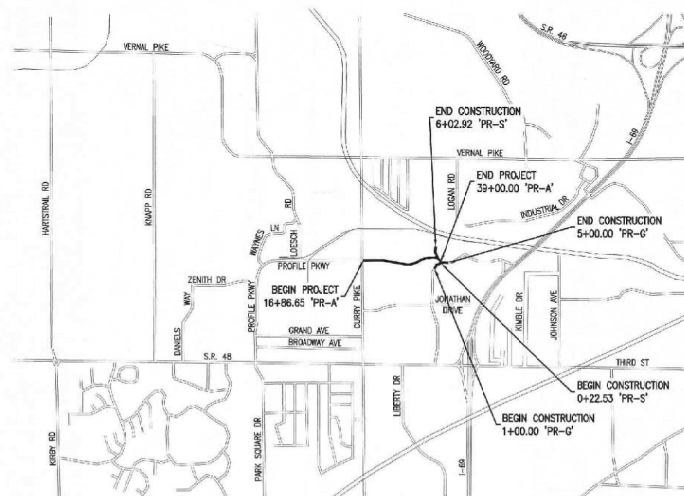 S.R. 48
VERNAL PIKE
WOODYARD RD
END CONSTRUCTION
6+02.92 'PR-S'
I-69
VERNAL PIKE
END PROJECT
39+00.00 'PR-A'
HARTSTRAIL RD
KNAPP RD
LOGAN RD
INDUSTRIAL DR
RD
END CONSTRUCTION
5+00.00 'PR-G'
WAYNES LN
LOESCH
PROFILE PKWY
ZENITH DR
BEGIN PROJECT
16+86.65 'PR-A'
JONATHAN
DRIVE
DANIELS WAY
PROFILE PKWY
CURRY PIKE
KIMBLE DR
JOHNSON AVE
GRAND AVE
BROADWAY AVE
S.R. 48
THIRD ST
BEGIN CONSTRUCTION
0+22.53 'PR-S'
KIRBY RD
PARK SQUARE DR
LIBERTY DR
BEGIN CONSTRUCTION
1+00.00 'PR-G'
I-69